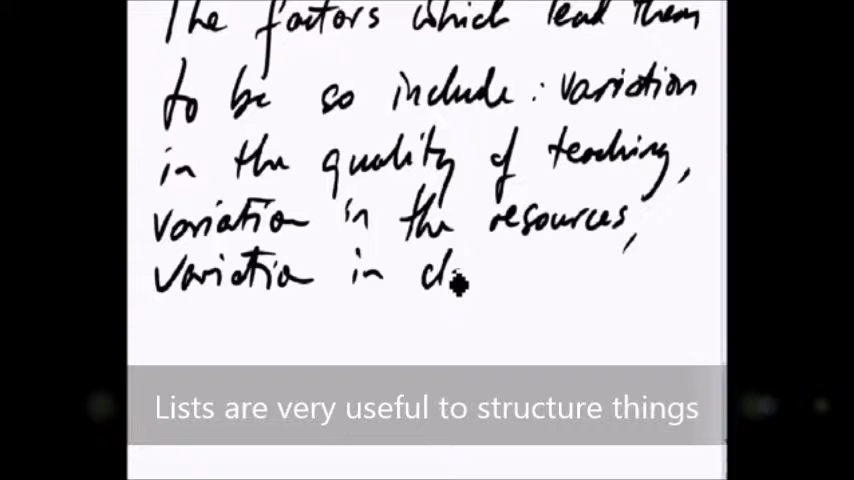 The factors which lead them
to be so include: variation
in the quality of teaching,
variation in the resources,
variation in
Lists are very useful to structure things